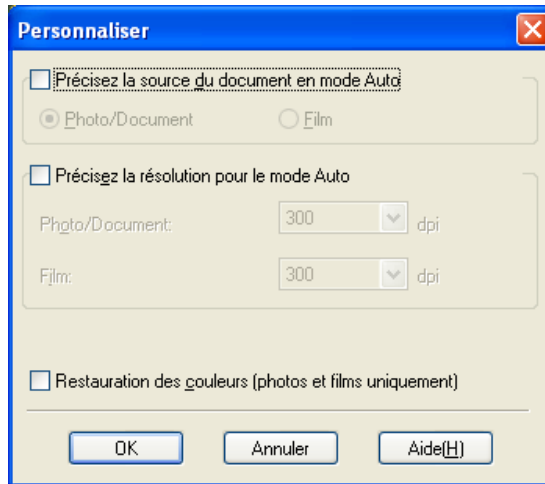 Personnaliser
Précisez la source du document en mode Auto
Photo/Document
Film
Précisez la résolution pour le mode Auto
Photo/Document: 300 dpi
Film: 300 dpi
Restauration des couleurs (photos et films uniquement)
OK Annuler Aide(H)